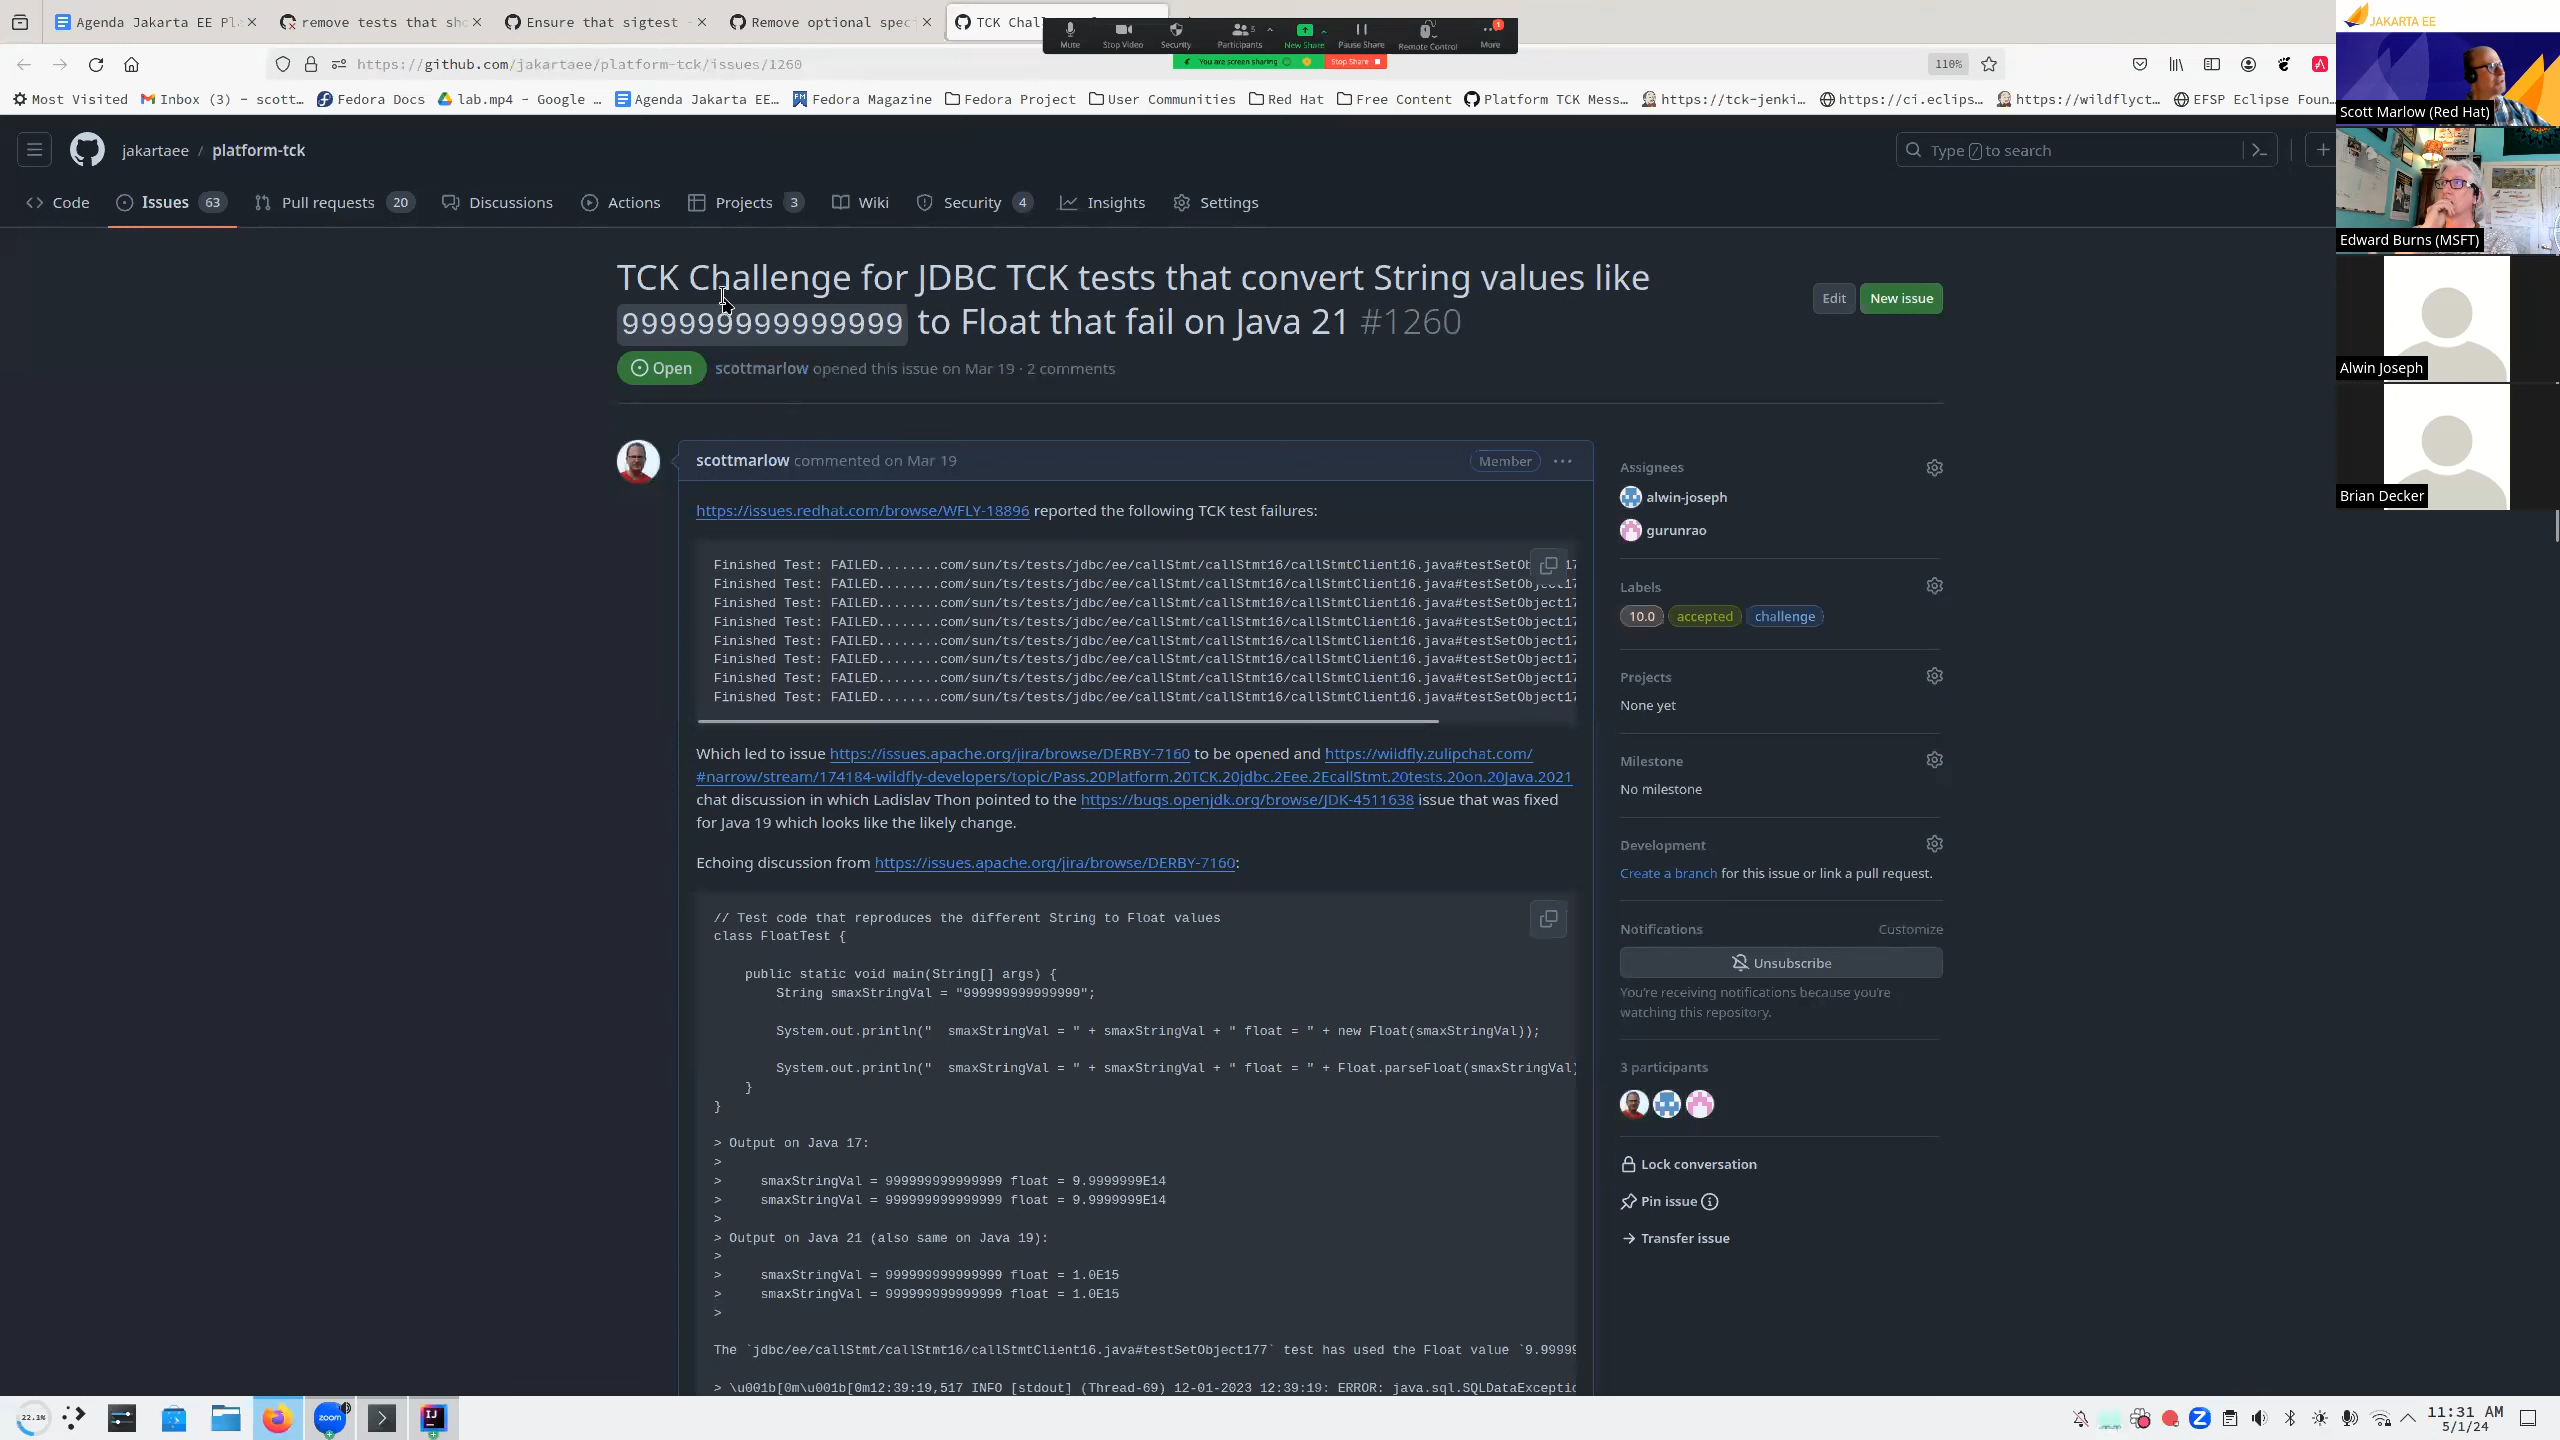 Agenda Jakarta EE Pl
remove tests that sh
Ensure that sigtest
Remove optional spec
TCK Chal
Mute
Stop Video
Security
Participants
5
New Share
Pause Share
Remote Control
More
1
You are screen sharing
Stop Share
JAKARTA EE
https://github.com/jakartaee/platform-tck/issues/1260
110%
Most Visited
Inbox (3) – scott…
Fedora Docs
lab.mp4 – Google …
Agenda Jakarta EE…
Fedora Magazine
Fedora Project
User Communities
Red Hat
Free Content
Platform TCK Mess…
https://tck-jenki…
https://ci.eclips…
https://wildflyct…
EFSP Eclipse Foun…
Scott Marlow (Red Hat)
Edward Burns (MSFT)
Alwin Joseph
Brian Decker
jakartaee / platform-tck
Type / to search
Code
Issues 63
Pull requests 20
Discussions
Actions
Projects 3
Wiki
Security 4
Insights
Settings
TCK Challenge for JDBC TCK tests that convert String values like
999999999999999 to Float that fail on Java 21 #1260
Edit
New issue
Open
scottmarlow opened this issue on Mar 19 · 2 comments
scottmarlow commented on Mar 19
Member
https://issues.redhat.com/browse/WFLY-18896 reported the following TCK test failures:
Finished Test: FAILED........com/sun/ts/tests/jdbc/ee/callStmt/callStmt16/callStmtClient16.java#testSetOb
Finished Test: FAILED........com/sun/ts/tests/jdbc/ee/callStmt/callStmt16/callStmtClient16.java#testSetObject17
Finished Test: FAILED........com/sun/ts/tests/jdbc/ee/callStmt/callStmt16/callStmtClient16.java#testSetObject17
Finished Test: FAILED........com/sun/ts/tests/jdbc/ee/callStmt/callStmt16/callStmtClient16.java#testSetObject17
Finished Test: FAILED........com/sun/ts/tests/jdbc/ee/callStmt/callStmt16/callStmtClient16.java#testSetObject17
Finished Test: FAILED........com/sun/ts/tests/jdbc/ee/callStmt/callStmt16/callStmtClient16.java#testSetObject17
Finished Test: FAILED........com/sun/ts/tests/jdbc/ee/callStmt/callStmt16/callStmtClient16.java#testSetObject17
Finished Test: FAILED........com/sun/ts/tests/jdbc/ee/callStmt/callStmt16/callStmtClient16.java#testSetObject17
Which led to issue https://issues.apache.org/jira/browse/DERBY-7160 to be opened and https://wildfly.zulipchat.com/
#narrow/stream/174184-wildfly-developers/topic/Pass.20Platform.20TCK.20jdbc.2Eee.2EcallStmt.20tests.20on.20Java.2021
chat discussion in which Ladislav Thon pointed to the https://bugs.openjdk.org/browse/JDK-4511638 issue that was fixed
for Java 19 which looks like the likely change.
Echoing discussion from https://issues.apache.org/jira/browse/DERBY-7160:
// Test code that reproduces the different String to Float values
class FloatTest {
public static void main(String[] args) {
String smaxStringVal = "999999999999999";
System.out.println("  smaxStringVal = " + smaxStringVal + " float = " + new Float(smaxStringVal));
System.out.println("  smaxStringVal = " + smaxStringVal + " float = " + Float.parseFloat(smaxStringVal)
}
}
> Output on Java 17:
>
>     smaxStringVal = 999999999999999 float = 9.9999999E14
>     smaxStringVal = 999999999999999 float = 9.9999999E14
>
> Output on Java 21 (also same on Java 19):
>
>     smaxStringVal = 999999999999999 float = 1.0E15
>     smaxStringVal = 999999999999999 float = 1.0E15
>
The `jdbc/ee/callStmt/callStmt16/callStmtClient16.java#testSetObject177` test has used the Float value `9.99999
> \u001b[0m\u001b[0m12:39:19,517 INFO [stdout] (Thread-69) 12-01-2023 12:39:19: ERROR: java.sql.SQLDataExceptio
Assignees
alwin-joseph
gurunrao
Labels
10.0 accepted challenge
Projects
None yet
Milestone
No milestone
Development
Create a branch for this issue or link a pull request.
Notifications
Customize
Unsubscribe
You're receiving notifications because you're
watching this repository.
3 participants
Lock conversation
Pin issue
Transfer issue
22.1%
zoom
IJ
11:31 AM
5/1/24